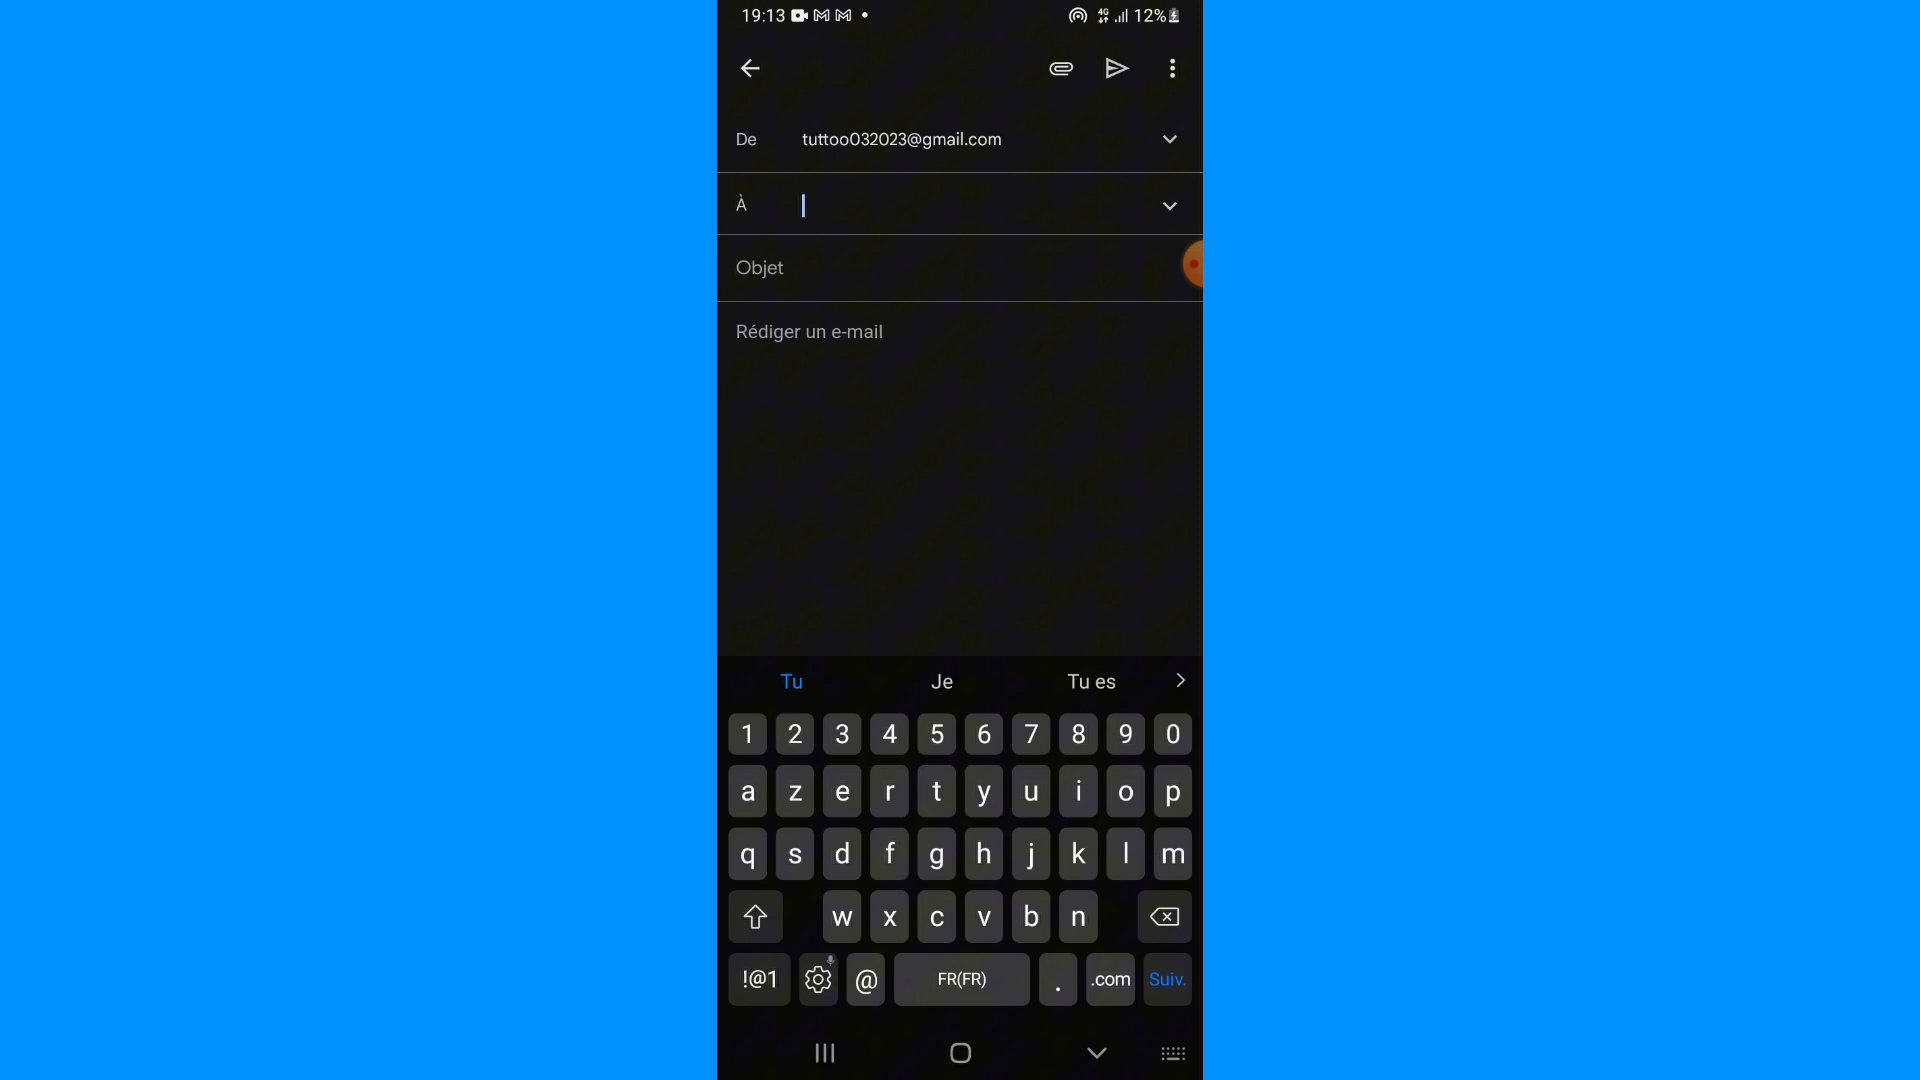 19:13 4G 12%
De tuttoo032023@gmail.com
À
Objet
Rédiger un e-mail
Tu Je Tu es
1 2 3 4 5 6 7 8 9 0
a z e r t y u i o p
q s d f g h j k l m
w x c v b n
!@1 @ FR(FR) . .com Suiv.